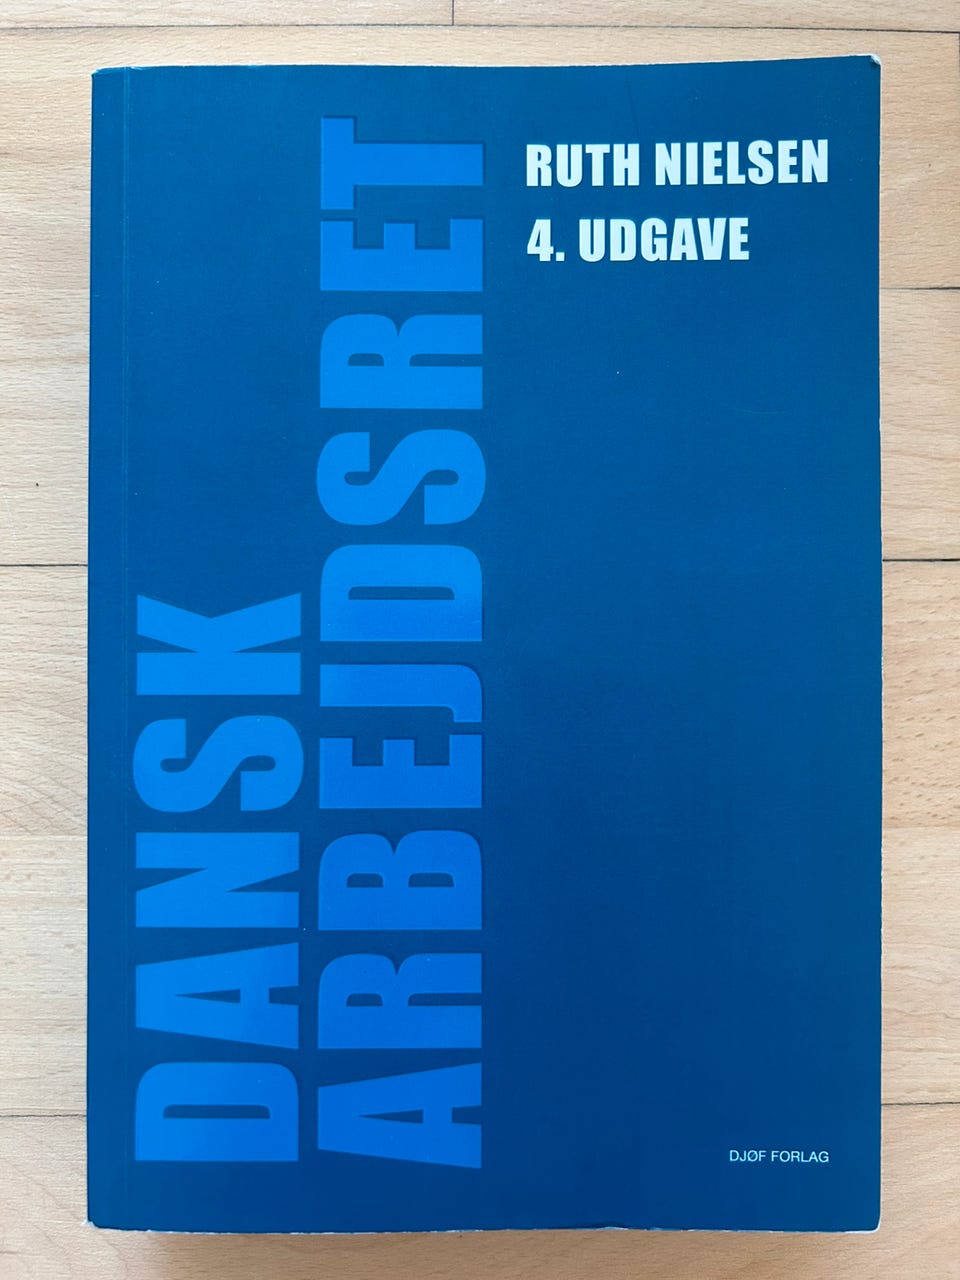 RUTH NIELSEN
4. UDGAVE
DANSK
ARBEJDSRET
DJØF FORLAG